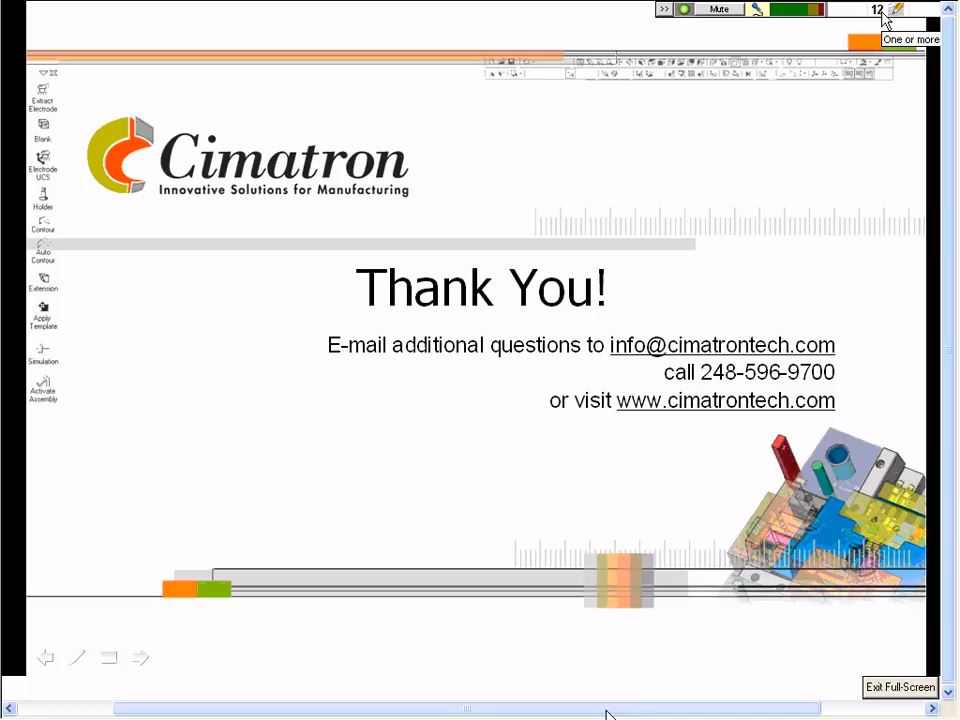 >>
Mute
12
One or more
Extract
Electrode
Blank
Electrode
UCS
Holder
Contour
Auto
Contour
Extension
Apply
Template
Simulation
Activate
Assembly
Cimatron
Innovative Solutions for Manufacturing
Thank You!
E-mail additional questions to info@cimatrontech.com
call 248-596-9700
or visit www.cimatrontech.com
Exit Full-Screen